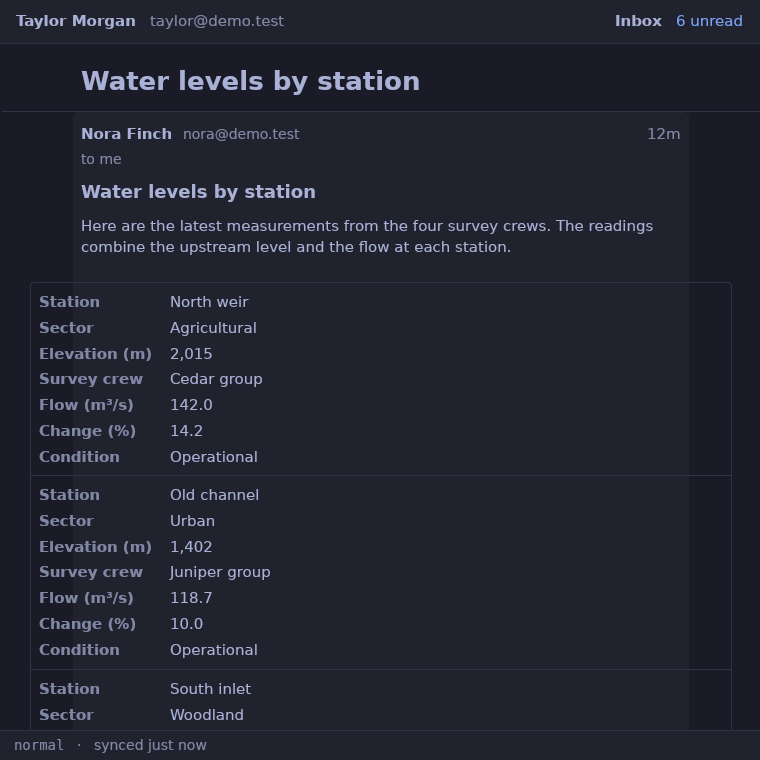 Taylor Morgan taylor@demo.test Inbox 6 unread
Water levels by station
Nora Finch nora@demo.test 12m
to me
Water levels by station
Here are the latest measurements from the four survey crews. The readings
combine the upstream level and the flow at each station.
Station North weir
Sector Agricultural
Elevation (m) 2,015
Survey crew Cedar group
Flow (m³/s) 142.0
Change (%) 14.2
Condition Operational
Station Old channel
Sector Urban
Elevation (m) 1,402
Survey crew Juniper group
Flow (m³/s) 118.7
Change (%) 10.0
Condition Operational
Station South inlet
Sector Woodland
normal · synced just now